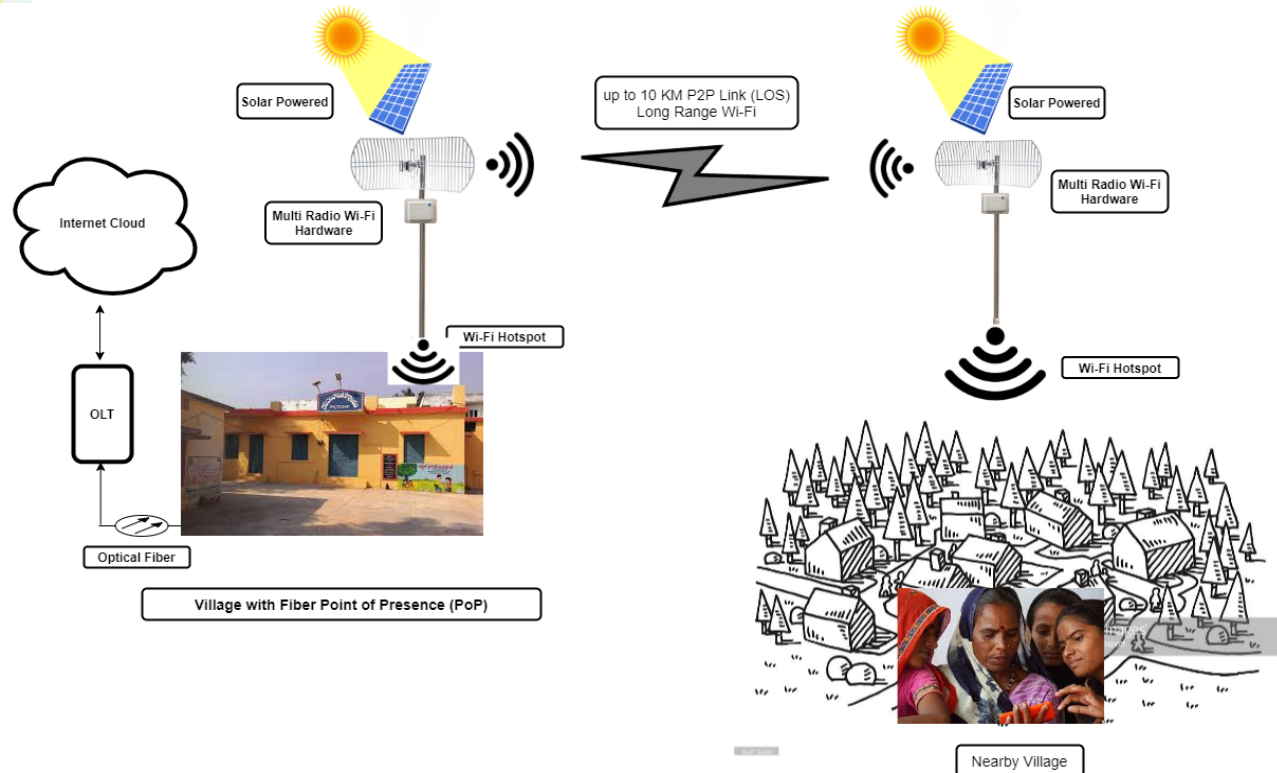 Solar Powered
up to 10 KM P2P Link (LOS)
Long Range Wi-Fi
Solar Powered
Internet Cloud
Multi Radio Wi-Fi
Hardware
Multi Radio Wi-Fi
Hardware
Wi-Fi Hotspot
Wi-Fi Hotspot
OLT
Optical Fiber
Village with Fiber Point of Presence (PoP)
Nearby Village